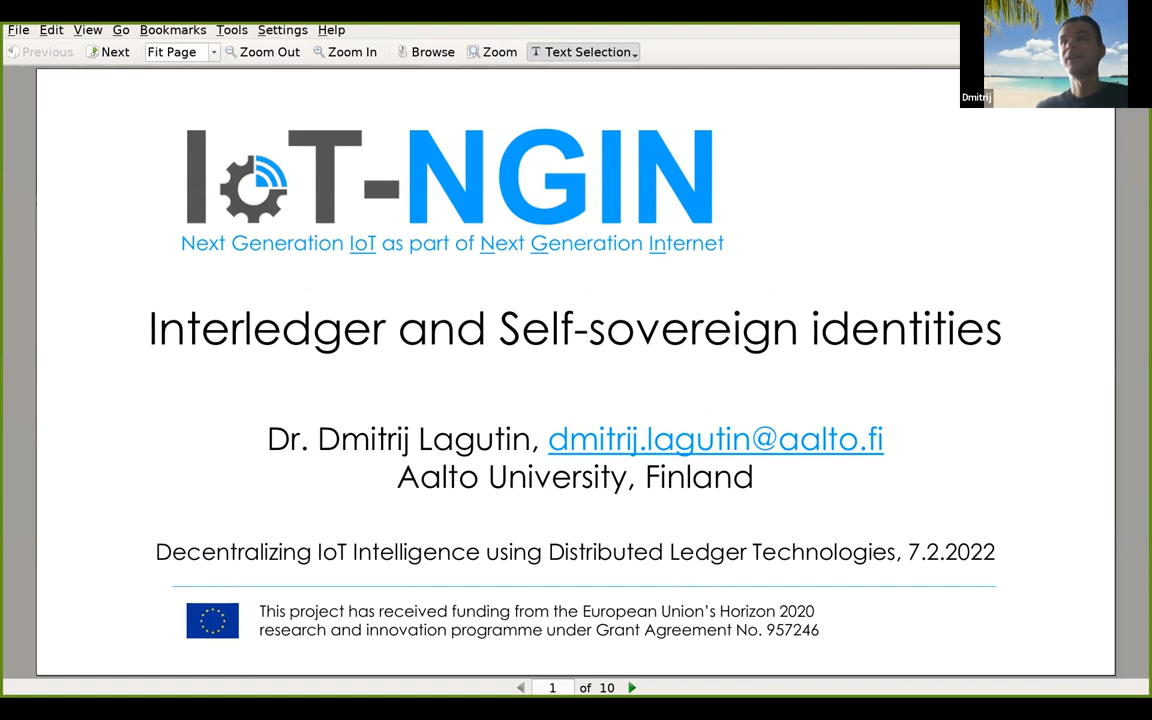 File Edit View Go Bookmarks Tools Settings Help
Previous Next Fit Page Zoom Out Zoom In Browse Zoom Text Selection
Dmitrij
IoT-NGIN
Next Generation IoT as part of Next Generation Internet
Interledger and Self-sovereign identities
Dr. Dmitrij Lagutin, dmitrij.lagutin@aalto.fi
Aalto University, Finland
Decentralizing IoT Intelligence using Distributed Ledger Technologies, 7.2.2022
This project has received funding from the European Union's Horizon 2020
research and innovation programme under Grant Agreement No. 957246
1 of 10